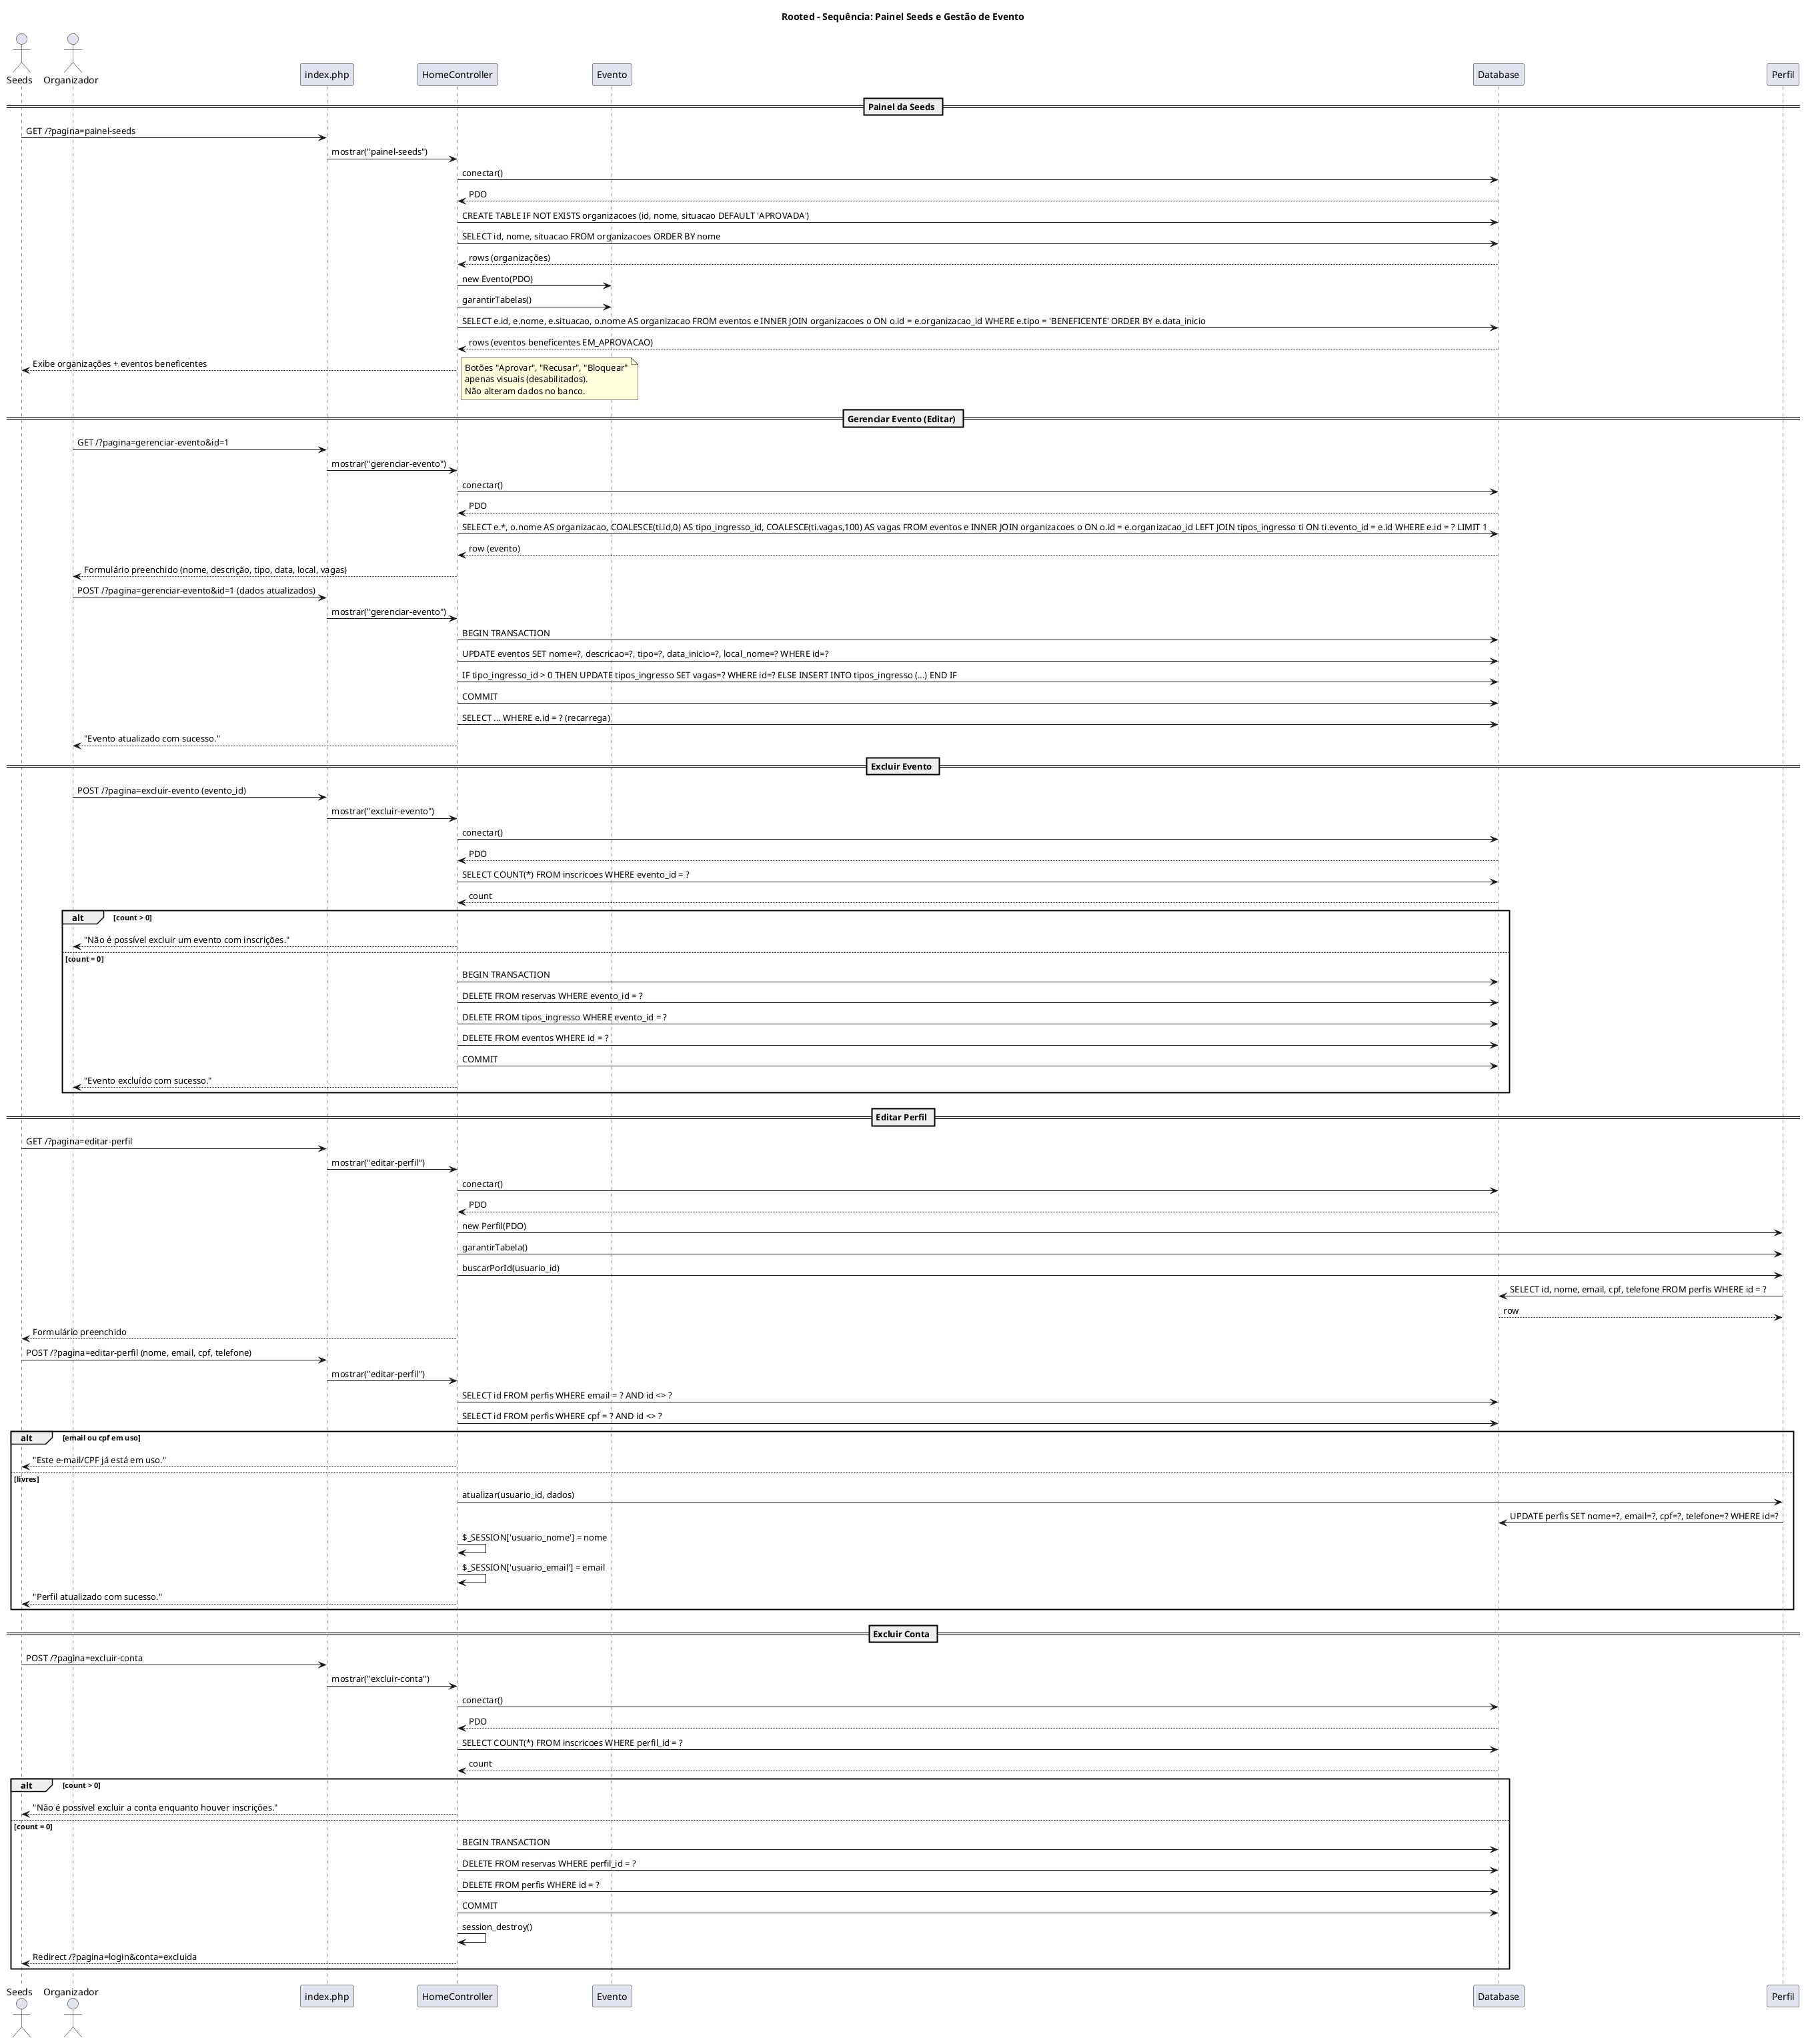 Rooted - Sequência: Painel Seeds e Gestão de Evento
Seeds
Organizador
index.php
HomeController
Evento
Database
Perfil
Painel da Seeds
GET /?pagina=painel-seeds
mostrar("painel-seeds")
conectar()
PDO
CREATE TABLE IF NOT EXISTS organizacoes (id, nome, situacao DEFAULT 'APROVADA')
SELECT id, nome, situacao FROM organizacoes ORDER BY nome
rows (organizações)
new Evento(PDO)
garantirTabelas()
SELECT e.id, e.nome, e.situacao, o.nome AS organizacao FROM eventos e INNER JOIN organizacoes o ON o.id = e.organizacao_id WHERE e.tipo = 'BENEFICENTE' ORDER BY e.data_inicio
rows (eventos beneficentes EM_APROVACAO)
Exibe organizações + eventos beneficentes
Botões "Aprovar", "Recusar", "Bloquear"
apenas visuais (desabilitados).
Não alteram dados no banco.
Gerenciar Evento (Editar)
GET /?pagina=gerenciar-evento&id=1
mostrar("gerenciar-evento")
conectar()
PDO
SELECT e.*, o.nome AS organizacao, COALESCE(ti.id,0) AS tipo_ingresso_id, COALESCE(ti.vagas,100) AS vagas FROM eventos e INNER JOIN organizacoes o ON o.id = e.organizacao_id LEFT JOIN tipos_ingresso ti ON ti.evento_id = e.id WHERE e.id = ? LIMIT 1
row (evento)
Formulário preenchido (nome, descrição, tipo, data, local, vagas)
POST /?pagina=gerenciar-evento&id=1 (dados atualizados)
mostrar("gerenciar-evento")
BEGIN TRANSACTION
UPDATE eventos SET nome=?, descricao=?, tipo=?, data_inicio=?, local_nome=? WHERE id=?
IF tipo_ingresso_id > 0 THEN UPDATE tipos_ingresso SET vagas=? WHERE id=? ELSE INSERT INTO tipos_ingresso (...) END IF
COMMIT
SELECT ... WHERE e.id = ? (recarrega)
"Evento atualizado com sucesso."
Excluir Evento
POST /?pagina=excluir-evento (evento_id)
mostrar("excluir-evento")
conectar()
PDO
SELECT COUNT(*) FROM inscricoes WHERE evento_id = ?
count
alt [count > 0]
"Não é possível excluir um evento com inscrições."
[count = 0]
BEGIN TRANSACTION
DELETE FROM reservas WHERE evento_id = ?
DELETE FROM tipos_ingresso WHERE evento_id = ?
DELETE FROM eventos WHERE id = ?
COMMIT
"Evento excluído com sucesso."
Editar Perfil
GET /?pagina=editar-perfil
mostrar("editar-perfil")
conectar()
PDO
new Perfil(PDO)
garantirTabela()
buscarPorId(usuario_id)
SELECT id, nome, email, cpf, telefone FROM perfis WHERE id = ?
row
Formulário preenchido
POST /?pagina=editar-perfil (nome, email, cpf, telefone)
mostrar("editar-perfil")
SELECT id FROM perfis WHERE email = ? AND id <> ?
SELECT id FROM perfis WHERE cpf = ? AND id <> ?
alt [email ou cpf em uso]
"Este e-mail/CPF já está em uso."
[livres]
atualizar(usuario_id, dados)
UPDATE perfis SET nome=?, email=?, cpf=?, telefone=? WHERE id=?
$_SESSION['usuario_nome'] = nome
$_SESSION['usuario_email'] = email
"Perfil atualizado com sucesso."
Excluir Conta
POST /?pagina=excluir-conta
mostrar("excluir-conta")
conectar()
PDO
SELECT COUNT(*) FROM inscricoes WHERE perfil_id = ?
count
alt [count > 0]
"Não é possível excluir a conta enquanto houver inscrições."
[count = 0]
BEGIN TRANSACTION
DELETE FROM reservas WHERE perfil_id = ?
DELETE FROM perfis WHERE id = ?
COMMIT
session_destroy()
Redirect /?pagina=login&conta=excluida
Seeds
Organizador
index.php
HomeController
Evento
Database
Perfil